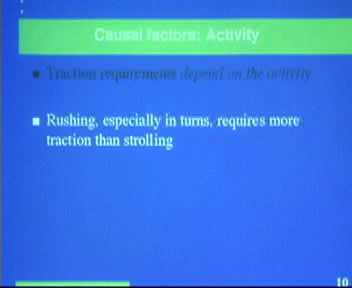 Causal factors: Activity
Traction requirements depend on the activity
Rushing, especially in turns, requires more
traction than strolling
10